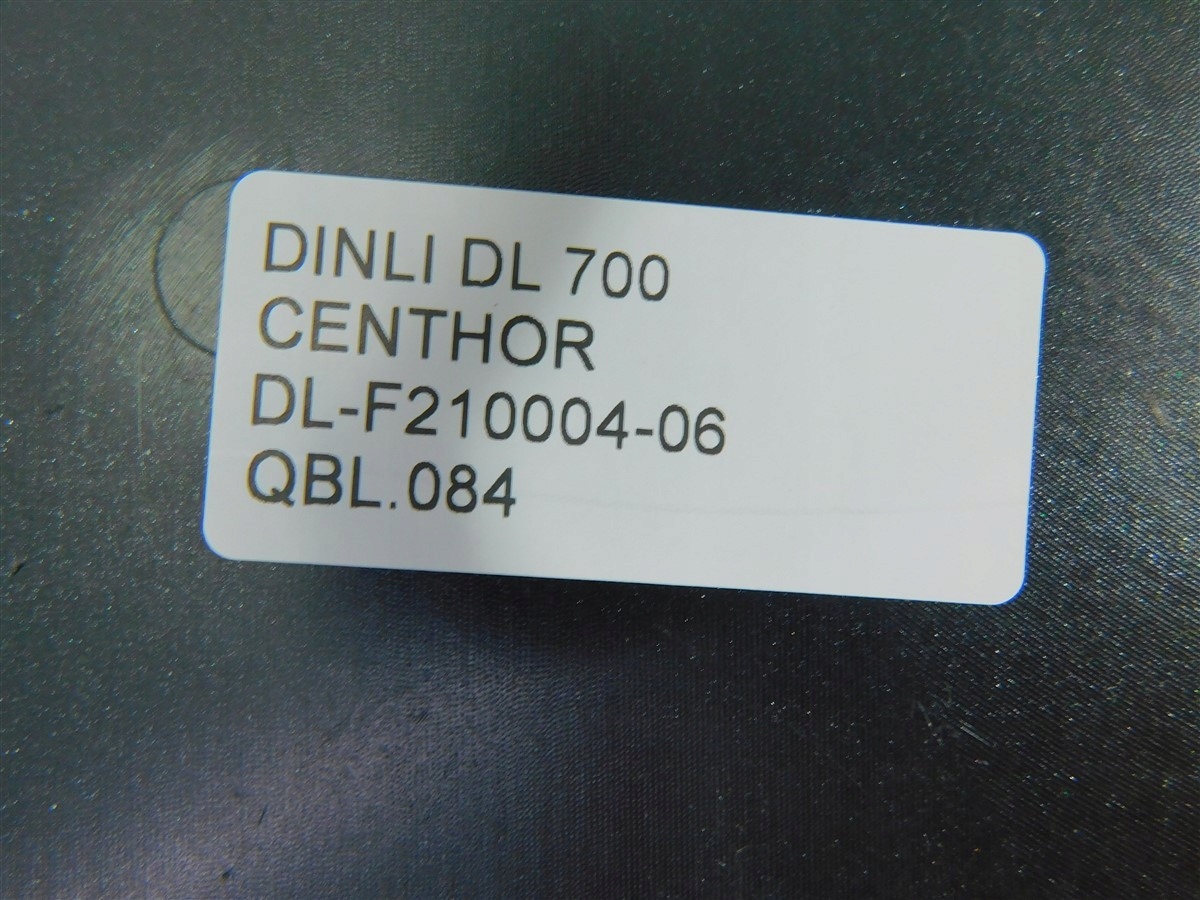 DINLI DL 700
CENTHOR
DL-F210004-06
QBL.084